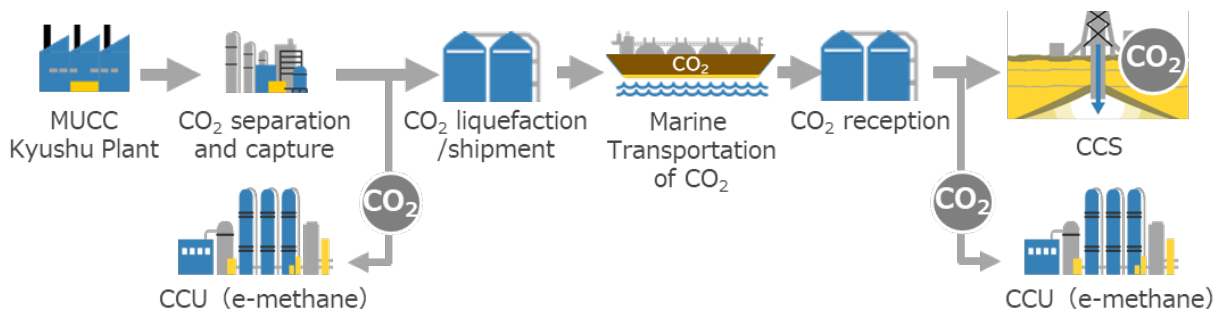 MUCC
Kyushu Plant
CO₂ separation
and capture
CO₂ liquefaction
/shipment
CO₂
Marine
Transportation
of CO₂
CO₂ reception
CO₂
CCS
CO₂
CCU（e-methane）
CO₂
CCU（e-methane）